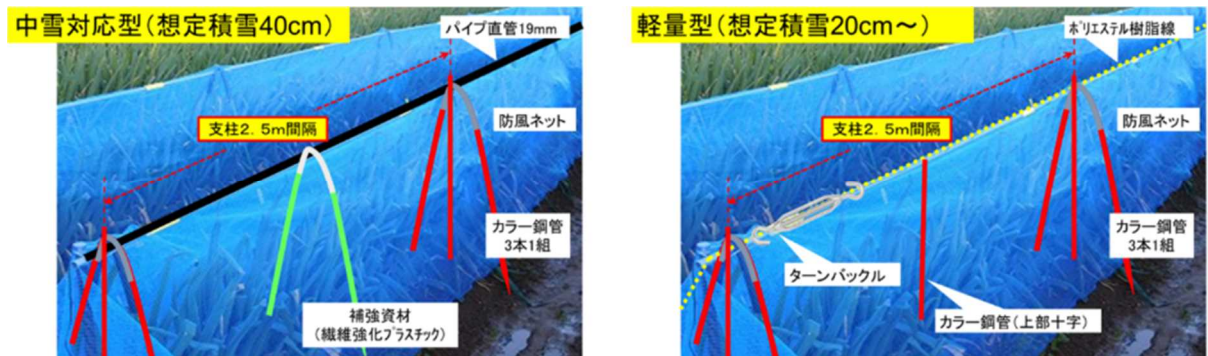 中雪対応型(想定積雪40cm)
パイプ直管19mm
支柱2.5m間隔
防風ネット
カラー鋼管
3本1組
補強資材
(繊維強化プラスチック)
軽量型(想定積雪20cm~)
ポリエステル樹脂線
支柱2.5m間隔
防風ネット
カラー鋼管
3本1組
ターンバックル
カラー鋼管(上部十字)